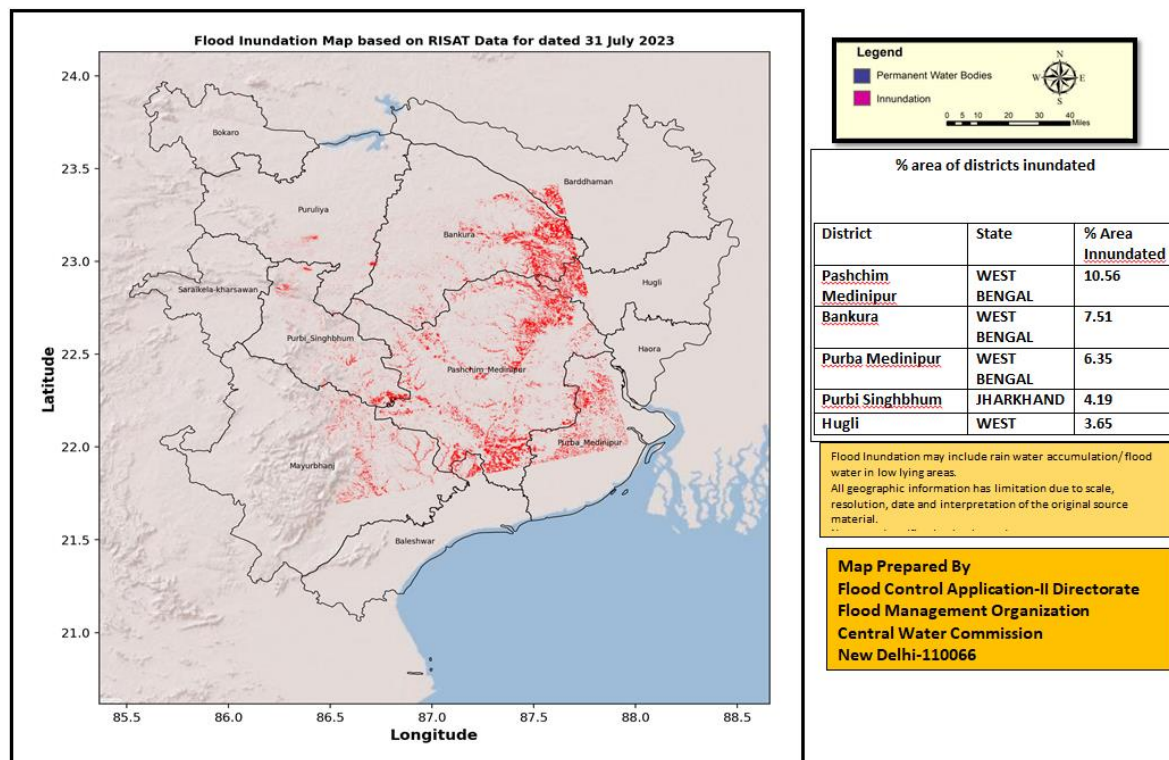 Flood Inundation Map based on RISAT Data for dated 31 July 2023
24.0
23.5
23.0
22.5
22.0
21.5
21.0
Latitude
85.5 86.0 86.5 87.0 87.5 88.0 88.5
Longitude
Bokaro
Barddhaman
Puruliya
Bankura
Hugli
Saraikela-kharsawan
Purbi_Singhbhum
Haora
Pashchim_Medinipur
Purba_Medinipur
Mayurbhanj
Baleshwar
Legend
Permanent Water Bodies
Innundation
N
W E
S
0 5 10 20 30 40
Miles
% area of districts inundated
District State % Area
Innundated
Pashchim WEST 10.56
Medinipur BENGAL
Bankura WEST 7.51
BENGAL
Purba Medinipur WEST 6.35
BENGAL
Purbi Singhbhum JHARKHAND 4.19
Hugli WEST 3.65
Flood Inundation may include rain water accumulation/ flood
water in low lying areas.
All geographic information has limitation due to scale,
resolution, date and interpretation of the original source
material.
Map Prepared By
Flood Control Application-II Directorate
Flood Management Organization
Central Water Commission
New Delhi-110066